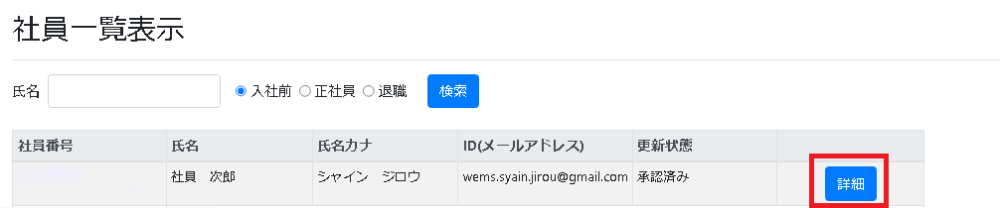 社員一覧表示
氏名 入社前 正社員 退職 検索
社員番号 氏名 氏名カナ ID(メールアドレス) 更新状態
社員　次郎 シャイン　ジロウ wems.syain.jirou@gmail.com 承認済み 詳細